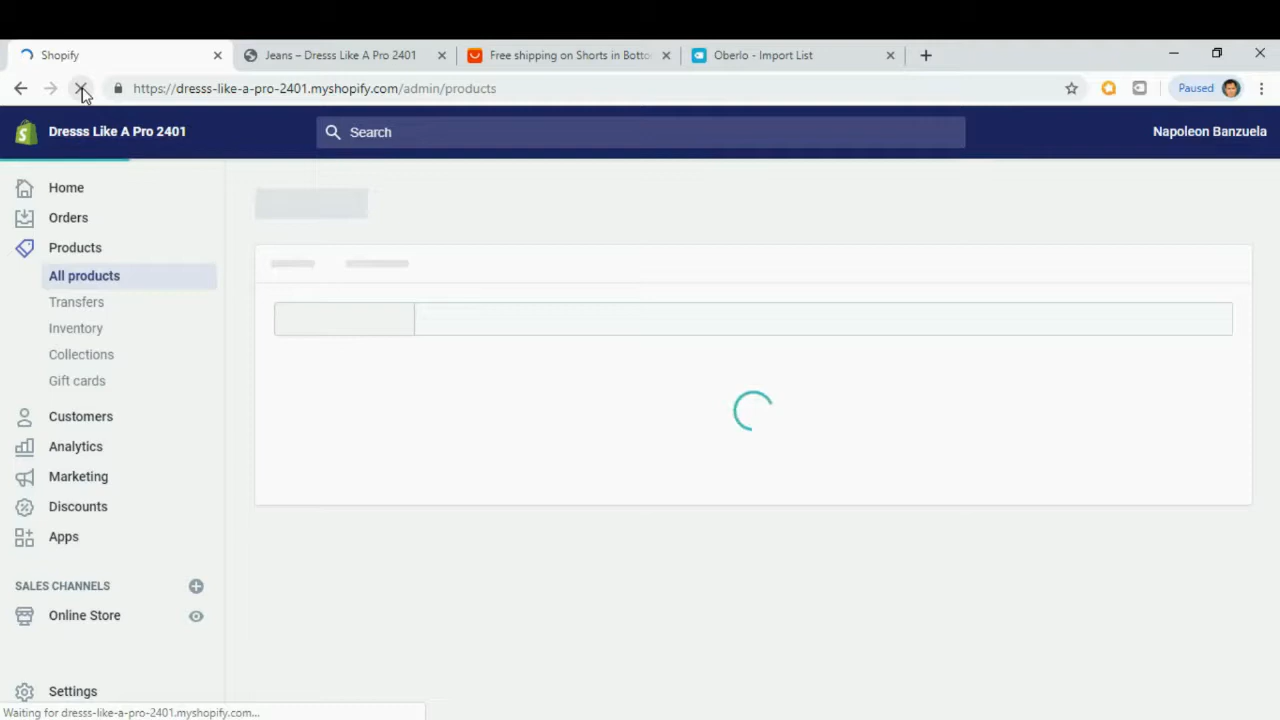 Shopify
Jeans – Dresss Like A Pro 2401
Free shipping on Shorts in Botto
Oberlo - Import List
https://dresss-like-a-pro-2401.myshopify.com/admin/products
Paused
Dresss Like A Pro 2401
Search
Napoleon Banzuela
Home
Orders
Products
All products
Transfers
Inventory
Collections
Gift cards
Customers
Analytics
Marketing
Discounts
Apps
SALES CHANNELS
Online Store
Settings
Waiting for dresss-like-a-pro-2401.myshopify.com...